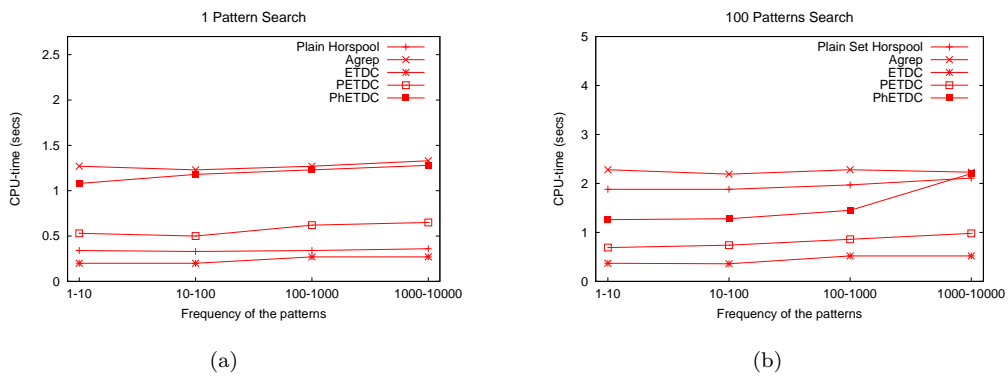 1 Pattern Search
Plain Horspool
Agrep
ETDC
PETDC
PhETDC
2.5
2
1.5
1
0.5
0
CPU-time (secs)
1-10
10-100
100-1000
1000-10000
Frequency of the patterns
(a)
100 Patterns Search
Plain Set Horspool
Agrep
ETDC
PETDC
PhETDC
5
4
3
2
1
0
CPU-time (secs)
1-10
10-100
100-1000
1000-10000
Frequency of the patterns
(b)